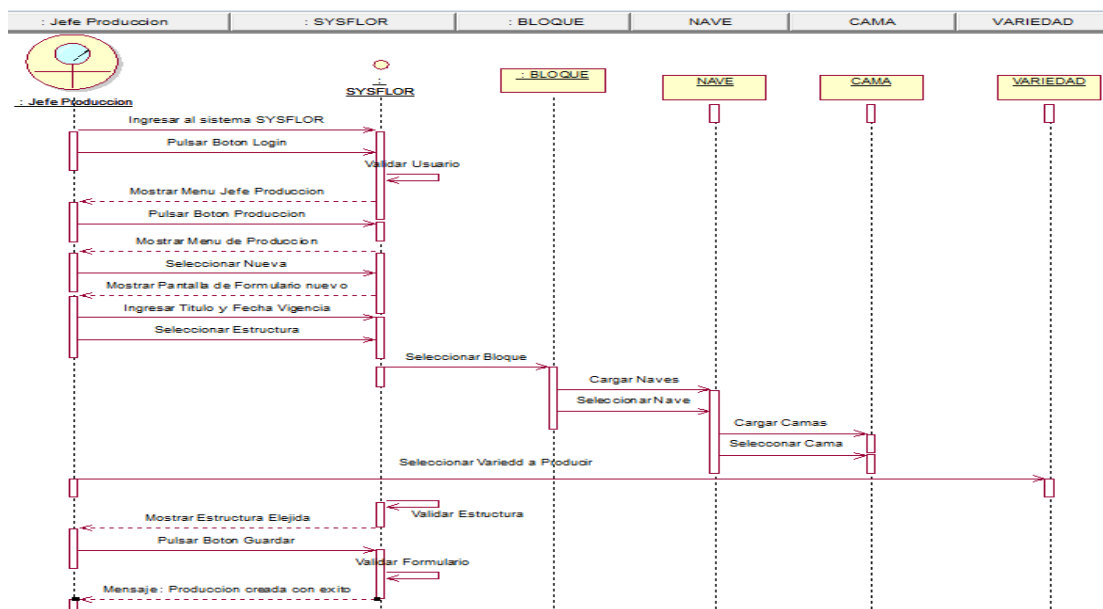 : Jefe Produccion
: SYSFLOR
: BLOQUE
NAVE
CAMA
VARIEDAD
: Jefe Produccion
:
SYSFLOR
: BLOQUE
NAVE
CAMA
VARIEDAD
Ingresar al sistema SYSFLOR
Pulsar Boton Login
Validar Usuario
Mostrar Menu Jefe Produccion
Pulsar Boton Produccion
Mostrar Menu de Produccion
Seleccionar Nueva
Mostrar Pantalla de Formulario nuevo
Ingresar Titulo y Fecha Vigencia
Seleccionar Estructura
Seleccionar Bloque
Cargar Naves
Seleccionar Nave
Cargar Camas
Selecconar Cama
Seleccionar Variedd a Producir
Validar Estructura
Mostrar Estructura Elejida
Pulsar Boton Guardar
Validar Formulario
Mensaje: Produccion creada con exito